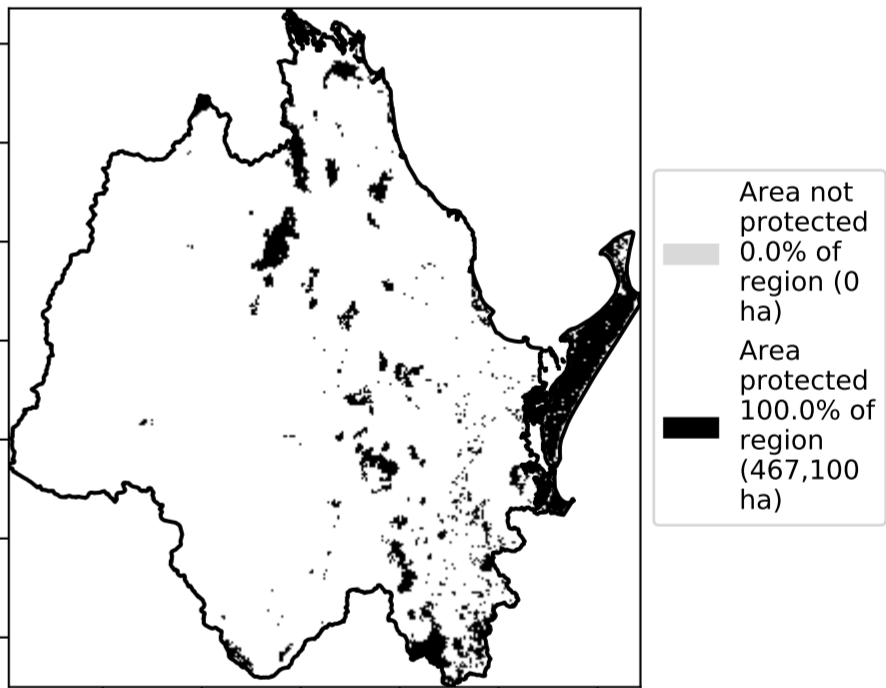 Area not
protected
0.0% of
region (0
ha)
Area
protected
100.0% of
region
(467,100
ha)